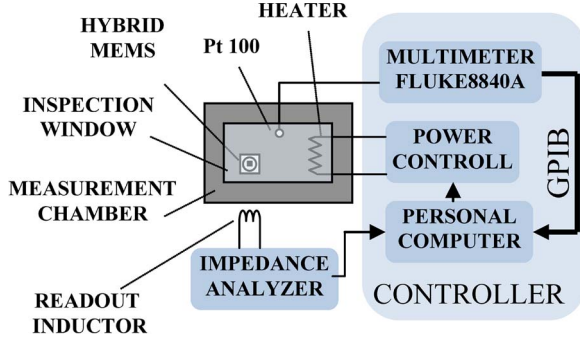 HYBRID
MEMS
HEATER
Pt 100
INSPECTION
WINDOW
MEASUREMENT
CHAMBER
READOUT
INDUCTOR
IMPEDANCE
ANALYZER
MULTIMETER
FLUKE8840A
POWER
CONTROLL
PERSONAL
COMPUTER
GPIB
CONTROLLER